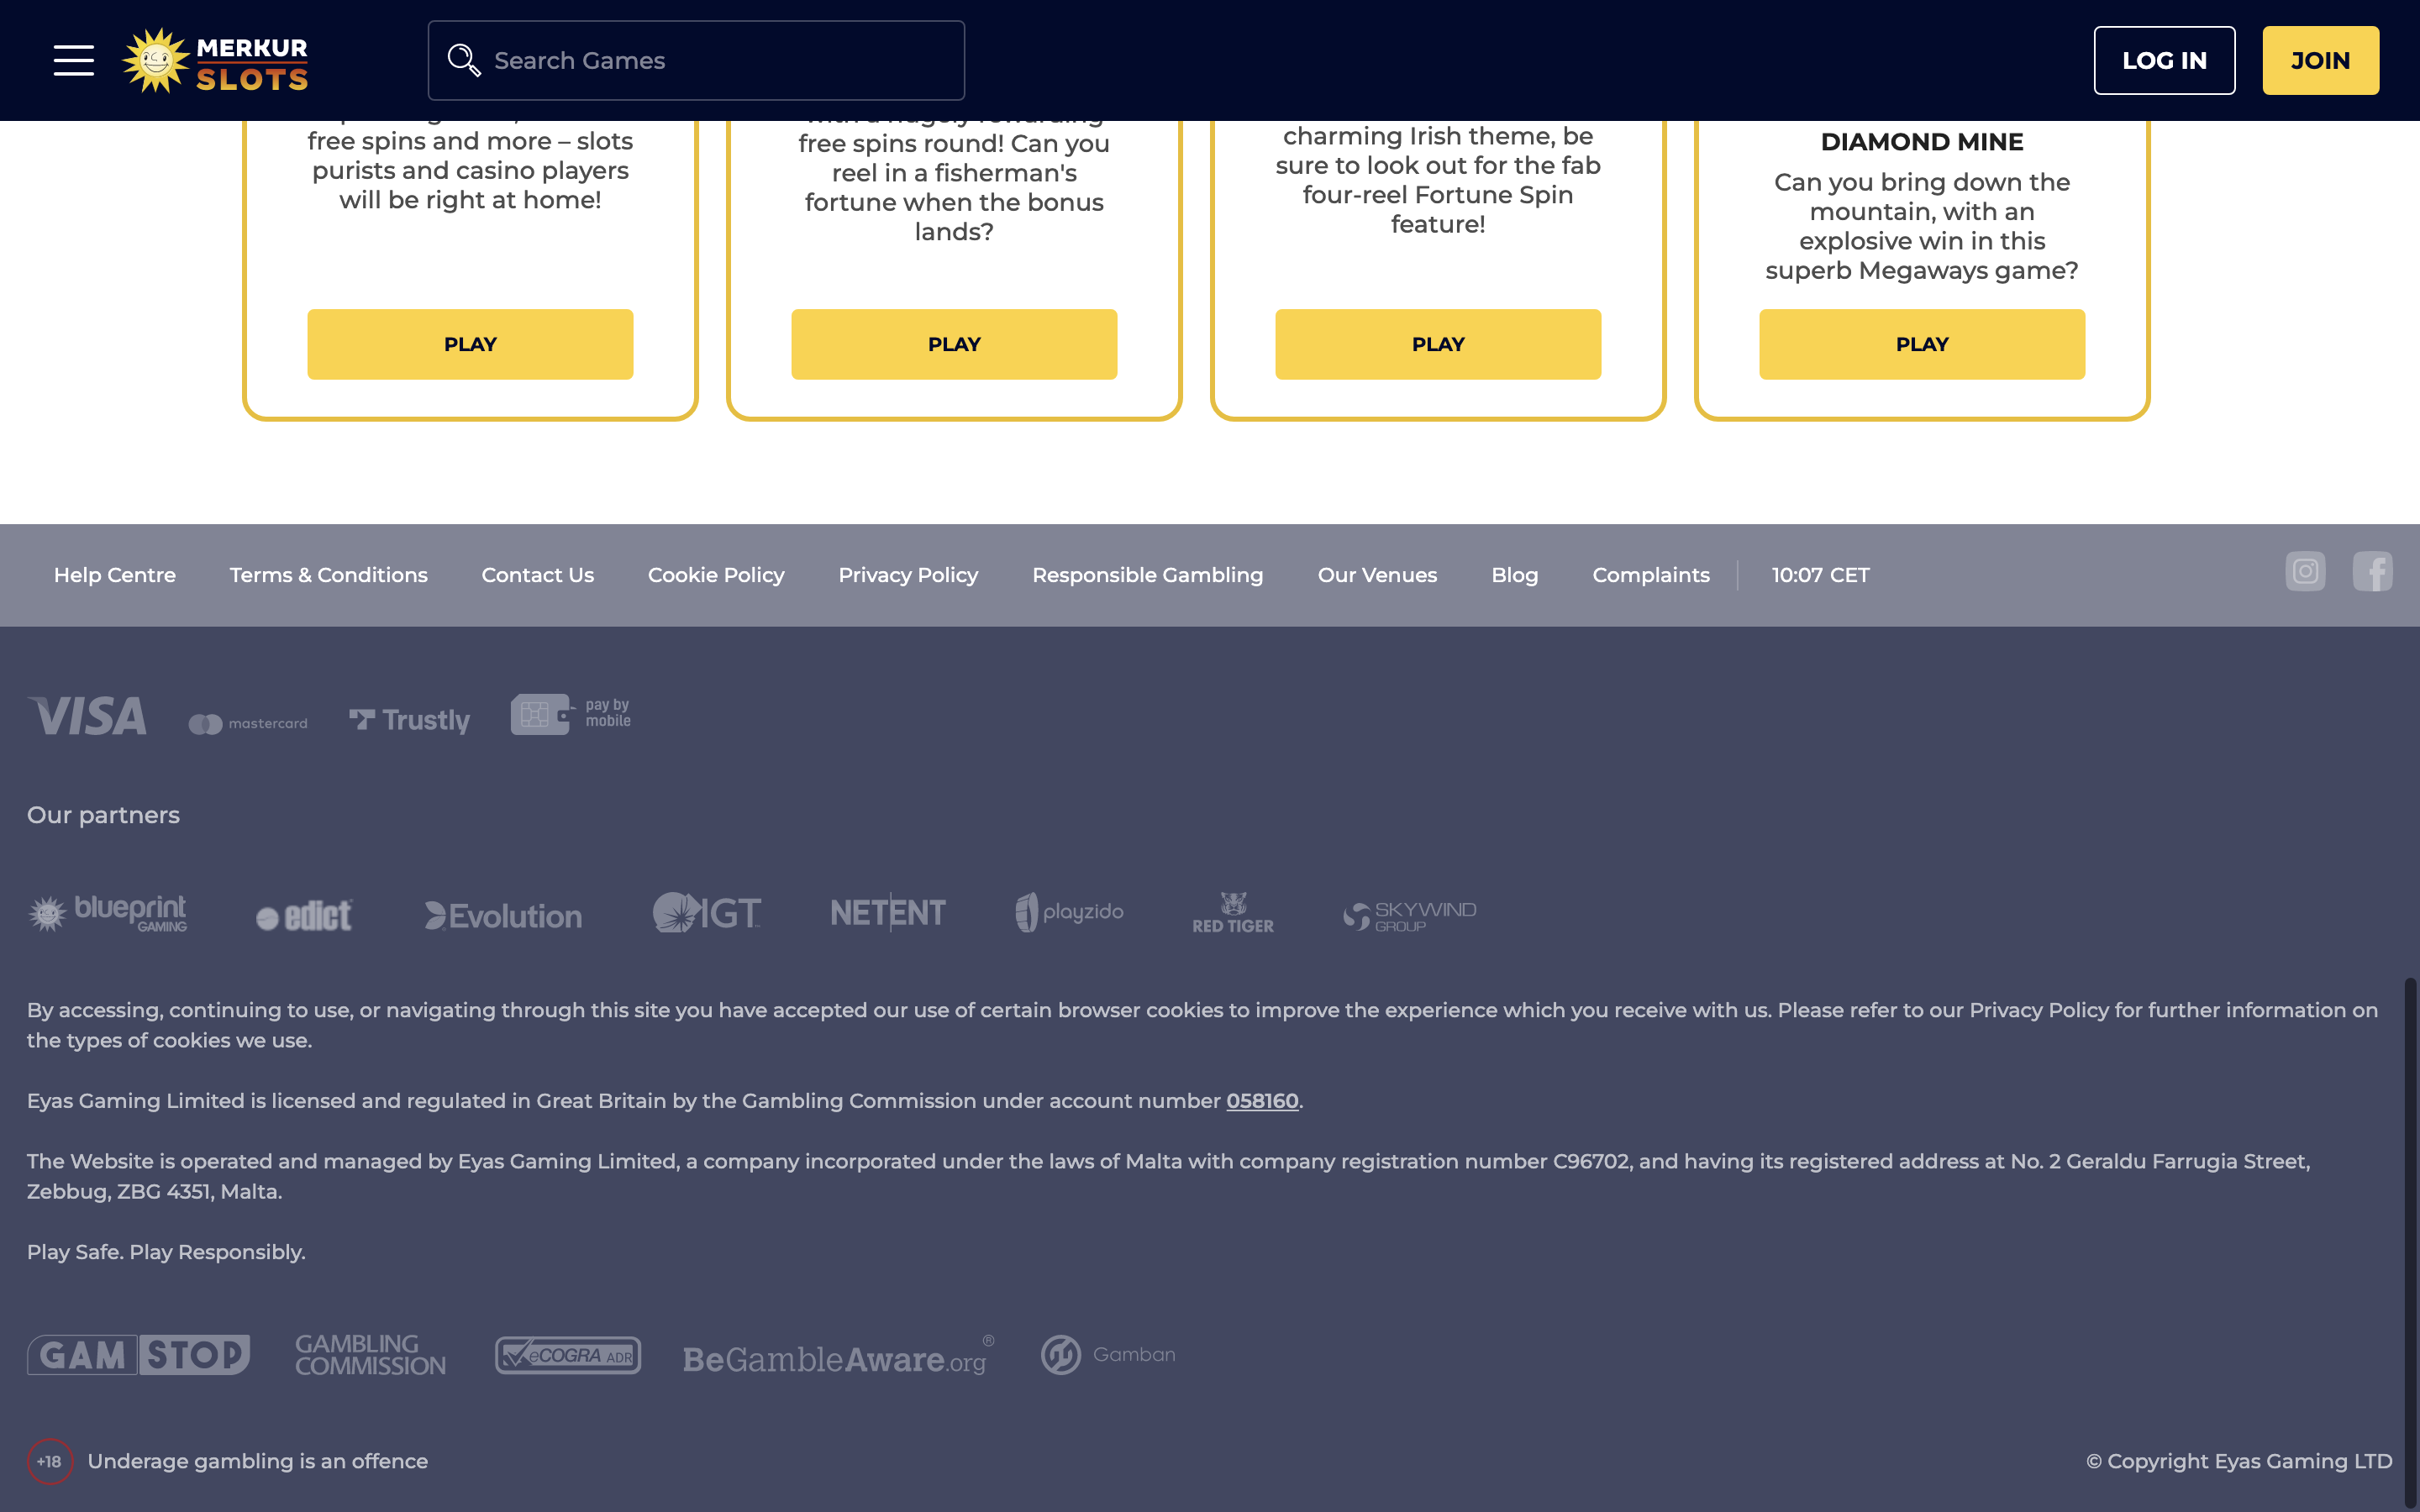 MERKUR
SLOTS
Search Games
LOG IN
JOIN
free spins and more – slots
purists and casino players
will be right at home!
PLAY
free spins round! Can you
reel in a fisherman's
fortune when the bonus
lands?
PLAY
charming Irish theme, be
sure to look out for the fab
four-reel Fortune Spin
feature!
PLAY
DIAMOND MINE
Can you bring down the
mountain, with an
explosive win in this
superb Megaways game?
PLAY
Help Centre
Terms & Conditions
Contact Us
Cookie Policy
Privacy Policy
Responsible Gambling
Our Venues
Blog
Complaints
10:07 CET
VISA
mastercard
Trustly
pay by
mobile
Our partners
blueprint
GAMING
edict
Evolution
IGT
NETENT
playzido
RED TIGER
SKYWIND
GROUP
By accessing, continuing to use, or navigating through this site you have accepted our use of certain browser cookies to improve the experience which you receive with us. Please refer to our Privacy Policy for further information on
the types of cookies we use.
Eyas Gaming Limited is licensed and regulated in Great Britain by the Gambling Commission under account number 058160.
The Website is operated and managed by Eyas Gaming Limited, a company incorporated under the laws of Malta with company registration number C96702, and having its registered address at No. 2 Geraldu Farrugia Street,
Zebbug, ZBG 4351, Malta.
Play Safe. Play Responsibly.
GAMSTOP
GAMBLING
COMMISSION
eCOGRA ADR
BeGambleAware.org®
Gamban
+18
Underage gambling is an offence
© Copyright Eyas Gaming LTD